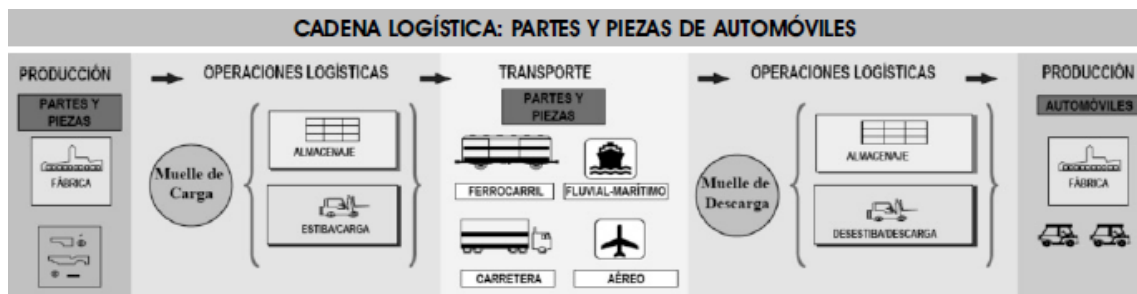 CADENA LOGÍSTICA: PARTES Y PIEZAS DE AUTOMÓVILES
PRODUCCIÓN
PARTES Y
PIEZAS
FÁBRICA
OPERACIONES LOGÍSTICAS
Muelle de
Carga
ALMACENAJE
ESTIBA/CARGA
TRANSPORTE
PARTES Y
PIEZAS
FERROCARRIL
FLUVIAL-MARÍTIMO
CARRETERA
AÉREO
OPERACIONES LOGÍSTICAS
Muelle de
Descarga
ALMACENAJE
DESESTIBA/DESCARGA
PRODUCCIÓN
AUTOMÓVILES
FÁBRICA